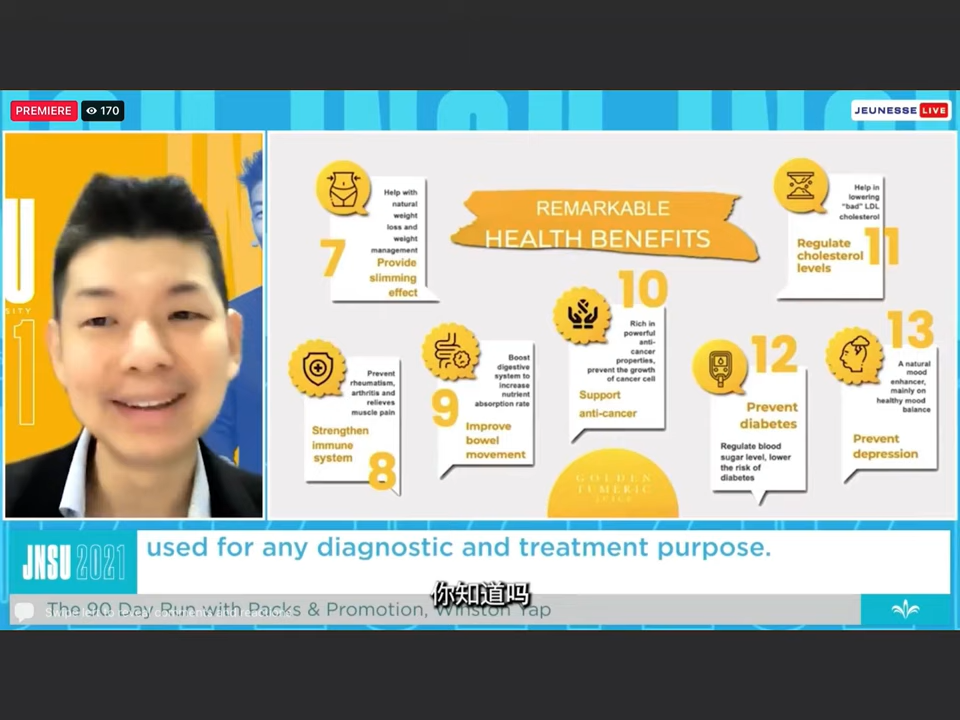 PREMIERE
170
JEUNESSE LIVE
U
SITY
1
REMARKABLE
HEALTH BENEFITS
7
Help with
natural
weight
loss and
weight
management
Provide
slimming
effect
8
Prevent
rheumatism,
arthritis and
relieves
muscle pain
Strengthen
immune
system
9
Boost
digestive
system to
increase
nutrient
absorption rate
Improve
bowel
movement
10
Rich in
powerful
anti-
cancer
properties,
prevent the growth
of cancer cell
Support
anti-cancer
11
Help in
lowering
"bad" LDL
cholesterol
Regulate
cholesterol
levels
12
Prevent
diabetes
Regulate blood
sugar level, lower
the risk of
diabetes
13
A natural
mood
enhancer,
mainly on
healthy mood
balance
Prevent
depression
GOLDEN
TUMERIC
JUICE
JNSU 2021
used for any diagnostic and treatment purpose.
你知道吗
The 90 Day Run with Packs & Promotion, Winston Yap